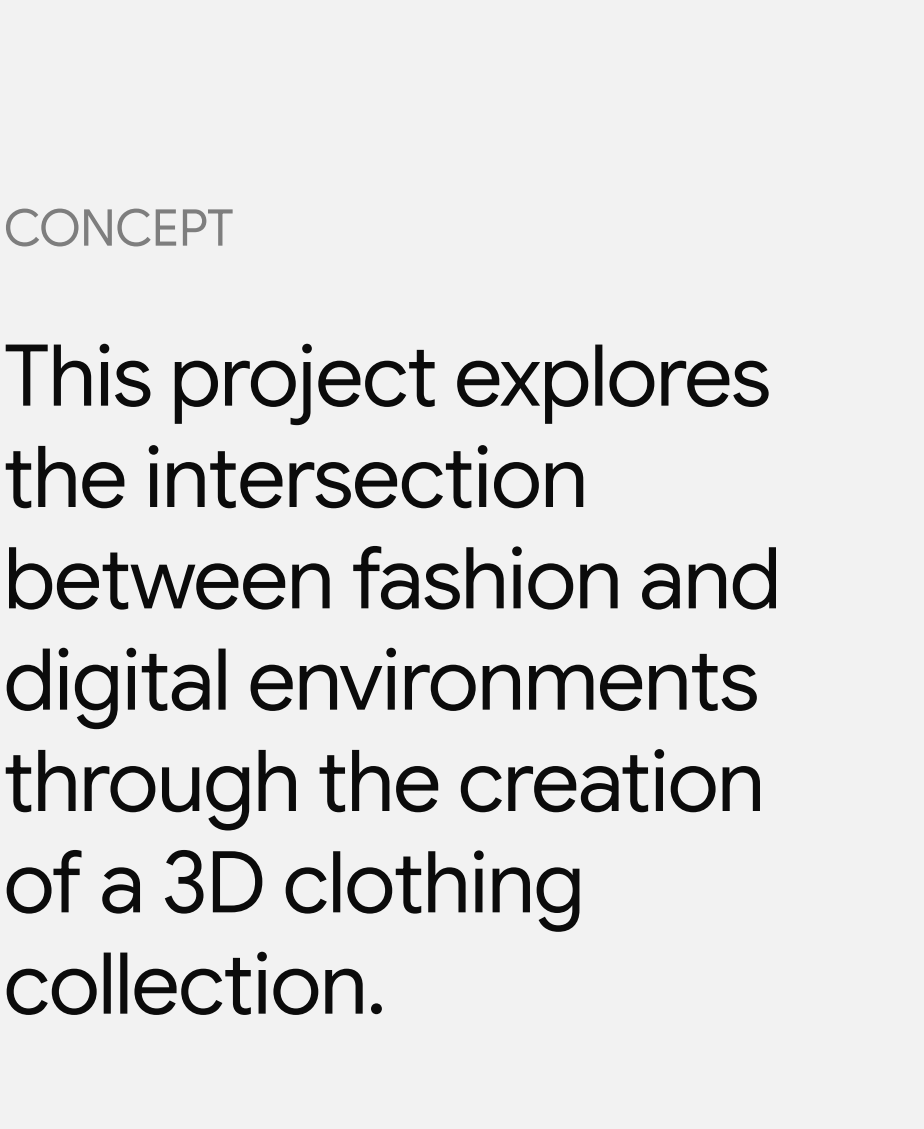 CONCEPT
This project explores
the intersection
between fashion and
digital environments
through the creation
of a 3D clothing
collection.